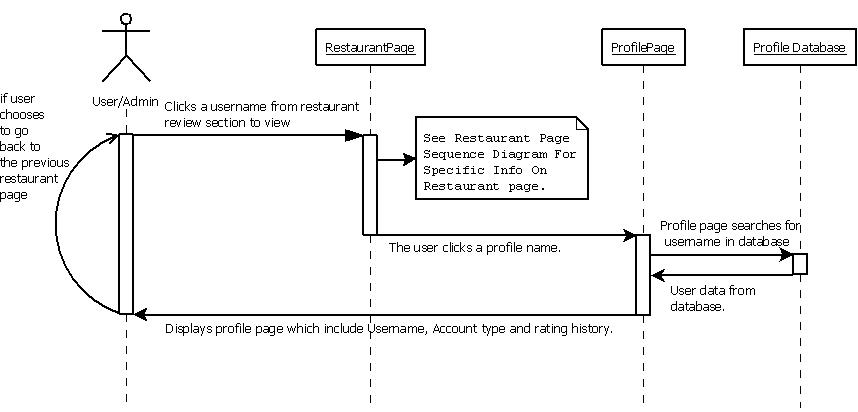 RestaurantPage
ProfilePage
Profile Database
User/Admin
if user
chooses
to go
back to
the previous
restaurant
page
Clicks a username from restaurant
review section to view
See Restaurant Page
Sequence Diagram For
Specific Info On
Restaurant page.
The user clicks a profile name.
Profile page searches for
username in database
User data from
database.
Displays profile page which include Username, Account type and rating history.